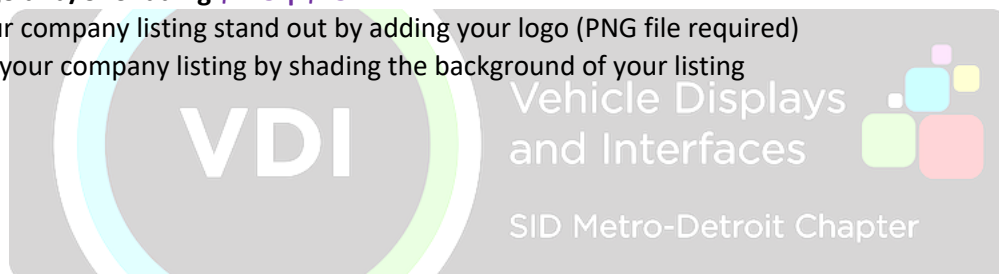 r company listing stand out by adding your logo (PNG file required)
your company listing by shading the background of your listing
VDI
Vehicle Displays
and Interfaces
SID Metro-Detroit Chapter